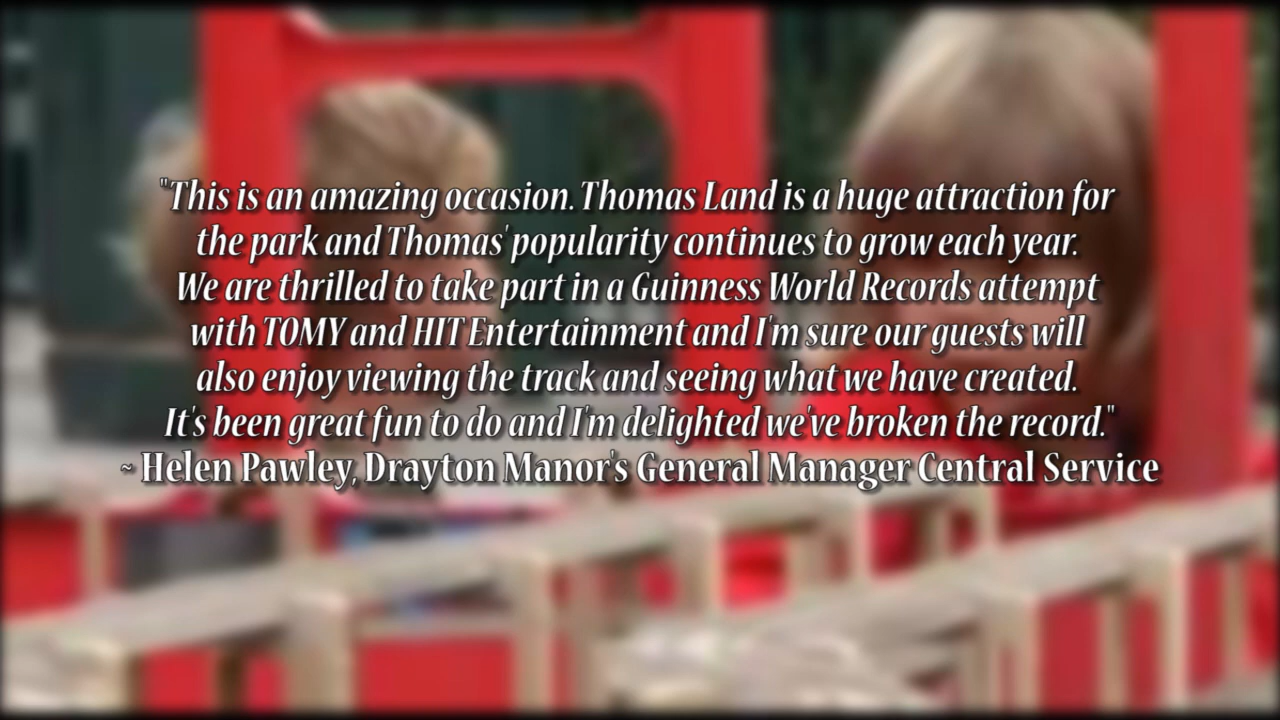 "This is an amazing occasion. Thomas Land is a huge attraction for
the park and Thomas' popularity continues to grow each year.
We are thrilled to take part in a Guinness World Records attempt
with TOMY and HIT Entertainment and I'm sure our guests will
also enjoy viewing the track and seeing what we have created.
It's been great fun to do and I'm delighted we've broken the record."
~ Helen Pawley, Drayton Manor's General Manager Central Service